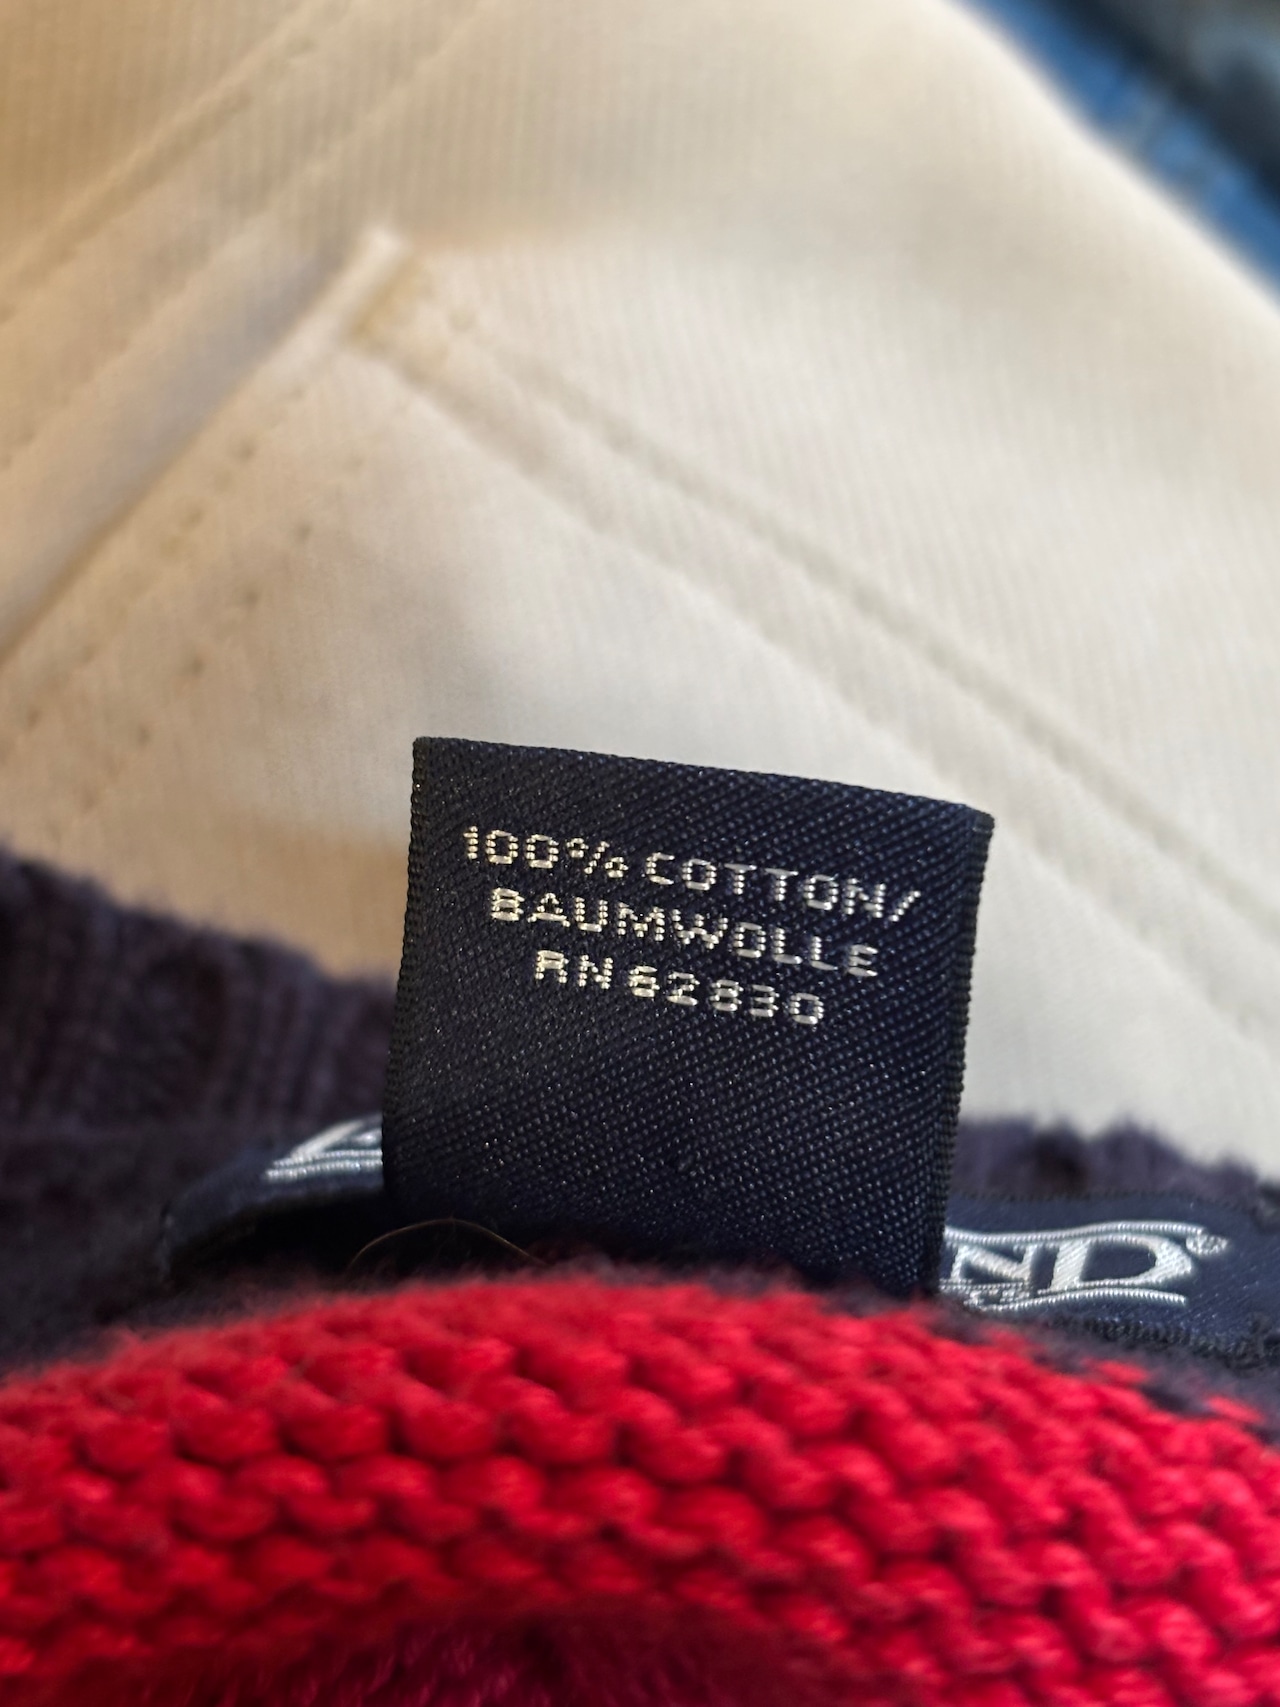 100% COTTON/
BAUMWOLLE
RN 62830